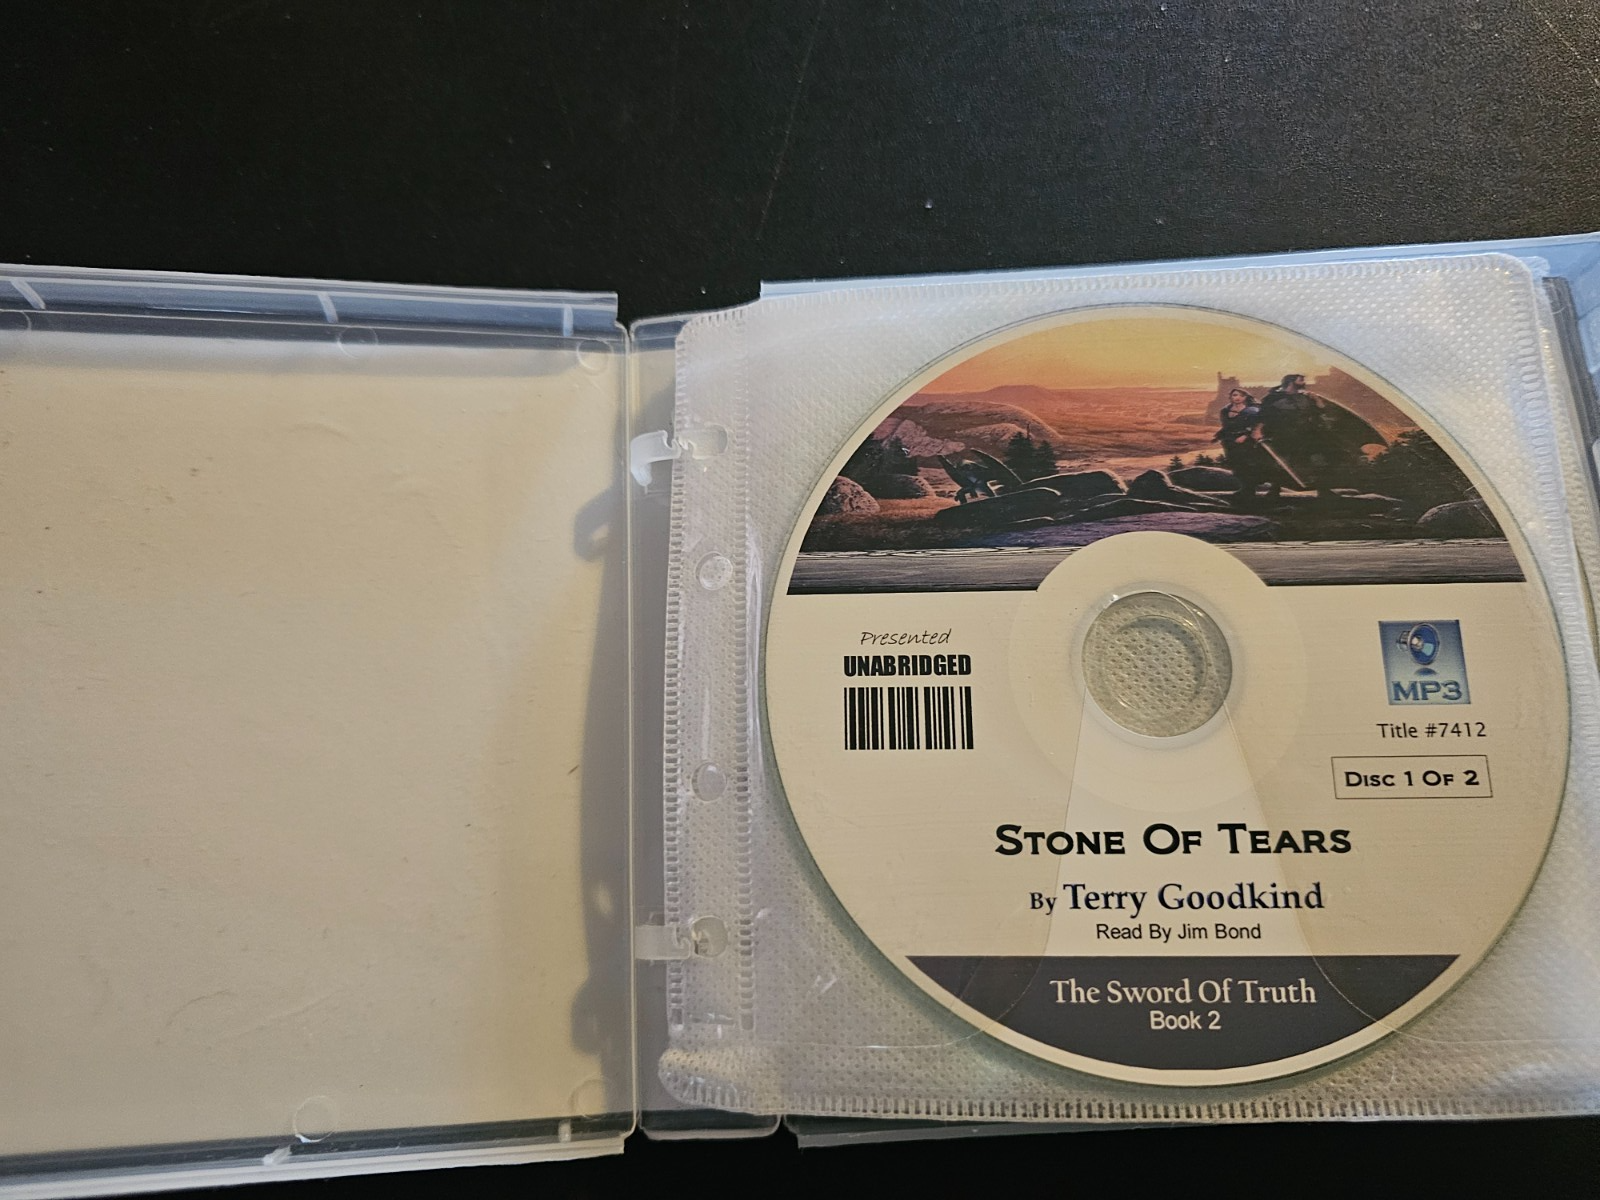 Presented
UNABRIDGED
MP3
Title #7412
Disc 1 Of 2
Stone Of Tears
By Terry Goodkind
Read By Jim Bond
The Sword Of Truth
Book 2